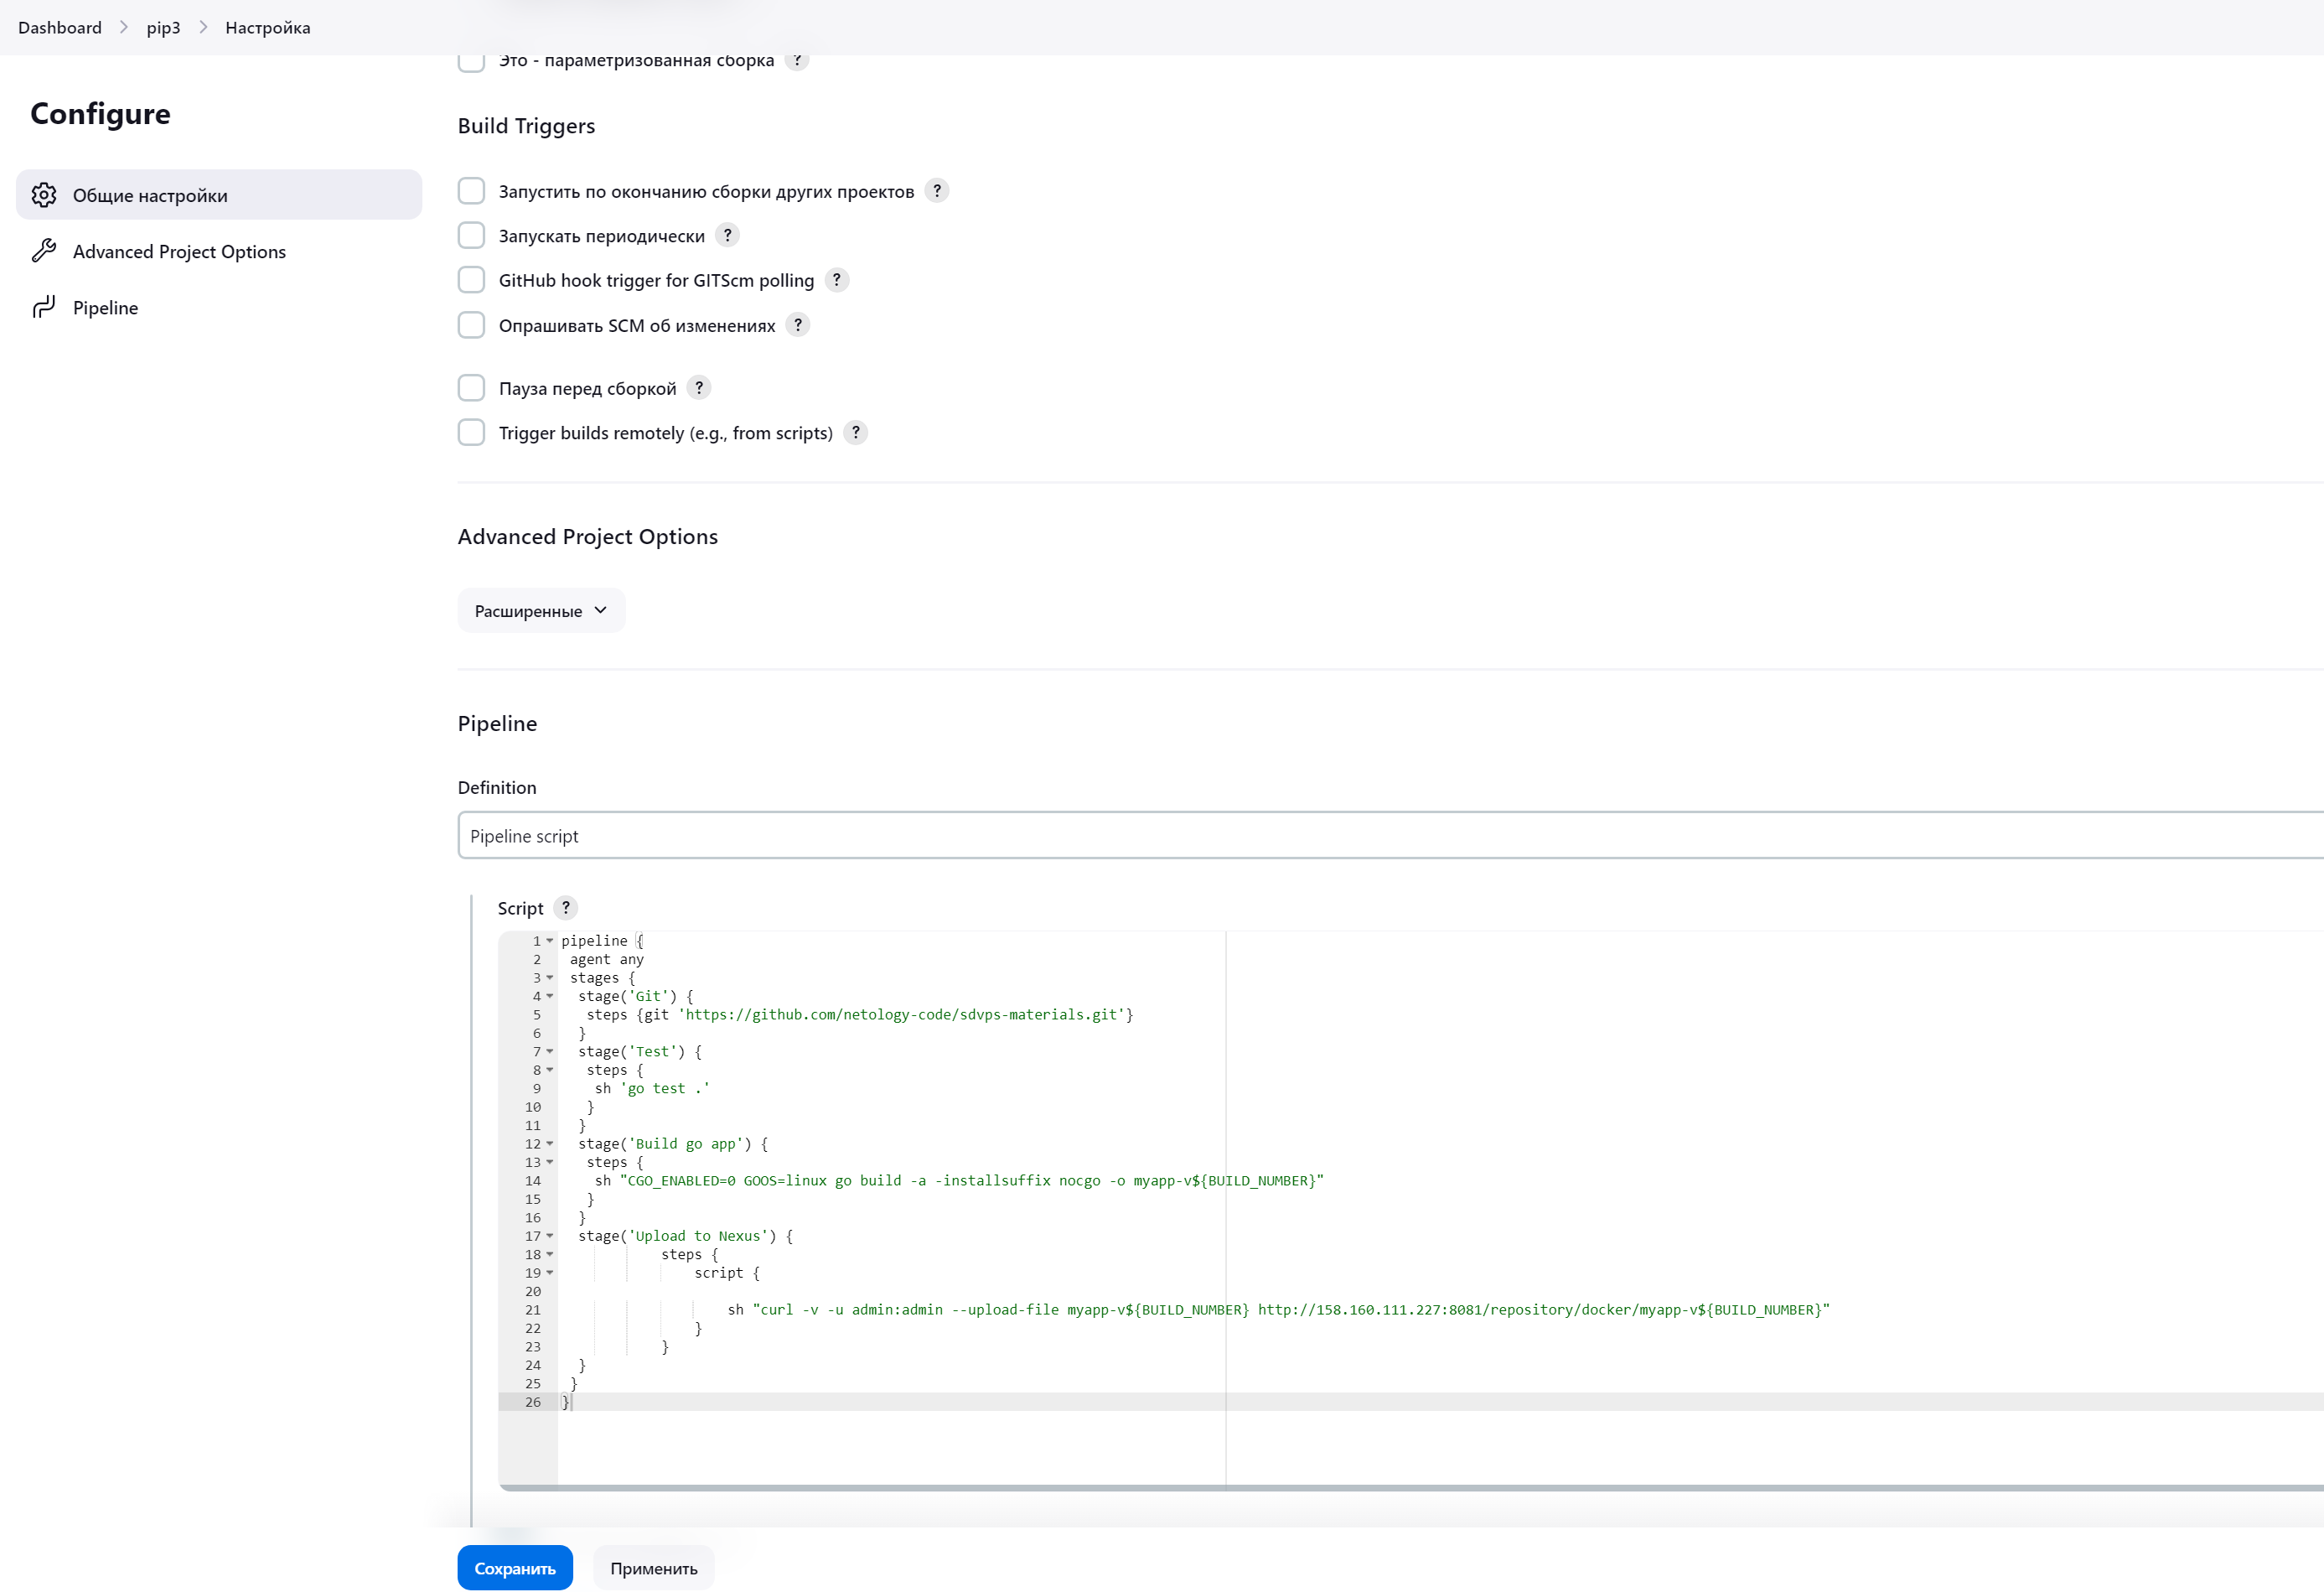 Dashboard > pip3 > Настройка
Это - параметризованная сборка ?
Configure
Общие настройки
Advanced Project Options
Pipeline
Build Triggers
Запустить по окончанию сборки других проектов ?
Запускать периодически ?
GitHub hook trigger for GITScm polling ?
Опрашивать SCM об изменениях ?
Пауза перед сборкой ?
Trigger builds remotely (e.g., from scripts) ?
Advanced Project Options
Расширенные
Pipeline
Definition
Pipeline script
Script ?
1 pipeline {
2 agent any
3 stages {
4 stage('Git') {
5 steps {git 'https://github.com/netology-code/sdvps-materials.git'}
6 }
7 stage('Test') {
8 steps {
9 sh 'go test .'
10 }
11 }
12 stage('Build go app') {
13 steps {
14 sh "CGO_ENABLED=0 GOOS=linux go build -a -installsuffix nocgo -o myapp-v${BUILD_NUMBER}"
15 }
16 }
17 stage('Upload to Nexus') {
18 steps {
19 script {
20
21 sh "curl -v -u admin:admin --upload-file myapp-v${BUILD_NUMBER} http://158.160.111.227:8081/repository/docker/myapp-v${BUILD_NUMBER}"
22 }
23 }
24 }
25 }
26 }
Сохранить
Применить